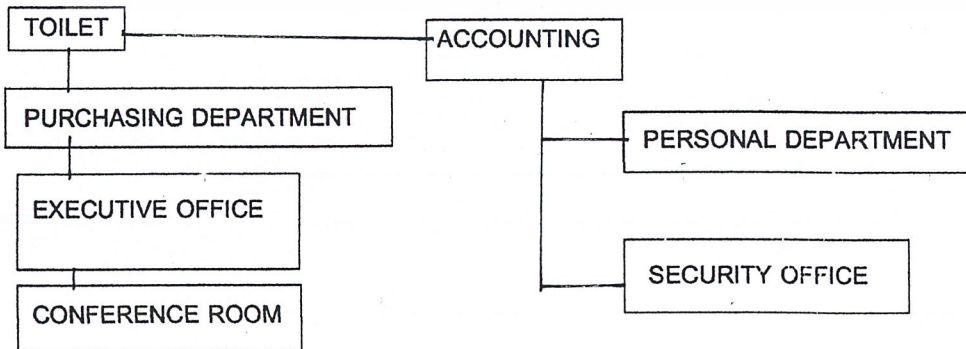 TOILET
ACCOUNTING
PURCHASING DEPARTMENT
PERSONAL DEPARTMENT
EXECUTIVE OFFICE
SECURITY OFFICE
CONFERENCE ROOM